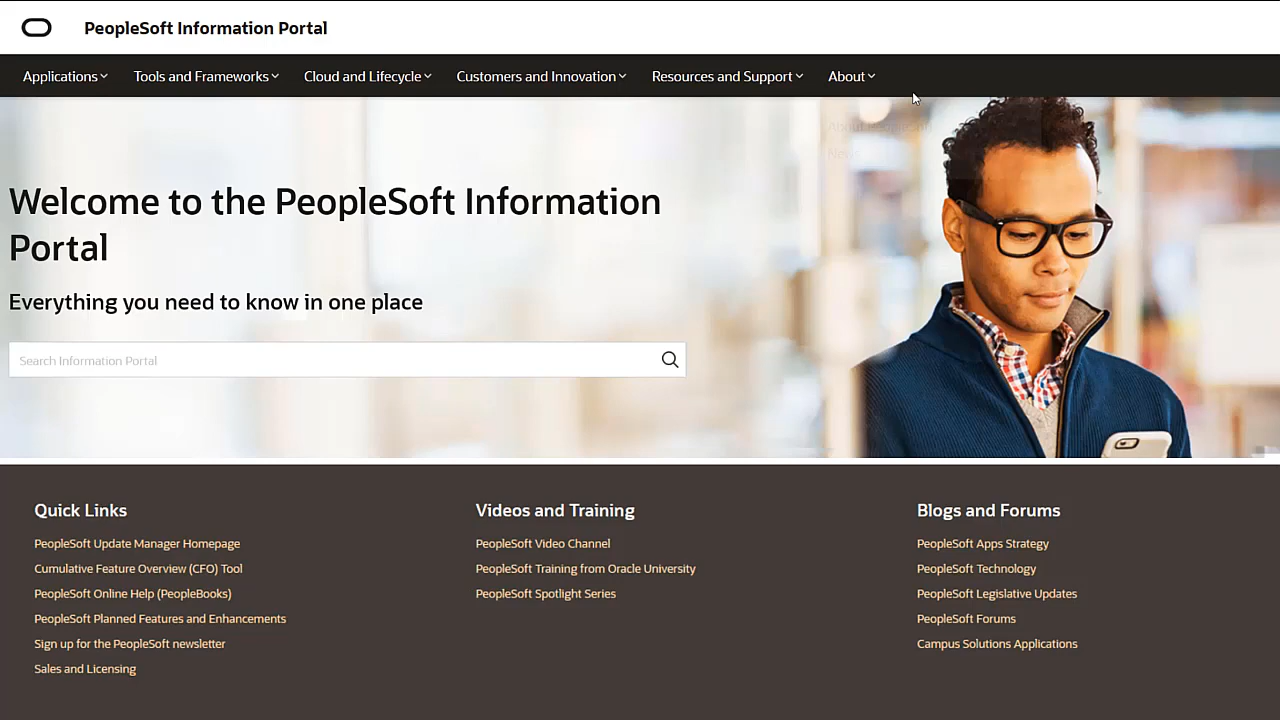 PeopleSoft Information Portal
Applications
Tools and Frameworks
Cloud and Lifecycle
Customers and Innovation
Resources and Support
About
About PeopleSoft
News
Welcome to the PeopleSoft Information
Portal
Everything you need to know in one place
Search Information Portal
Quick Links
PeopleSoft Update Manager Homepage
Cumulative Feature Overview (CFO) Tool
PeopleSoft Online Help (PeopleBooks)
PeopleSoft Planned Features and Enhancements
Sign up for the PeopleSoft newsletter
Sales and Licensing
Videos and Training
PeopleSoft Video Channel
PeopleSoft Training from Oracle University
PeopleSoft Spotlight Series
Blogs and Forums
PeopleSoft Apps Strategy
PeopleSoft Technology
PeopleSoft Legislative Updates
PeopleSoft Forums
Campus Solutions Applications